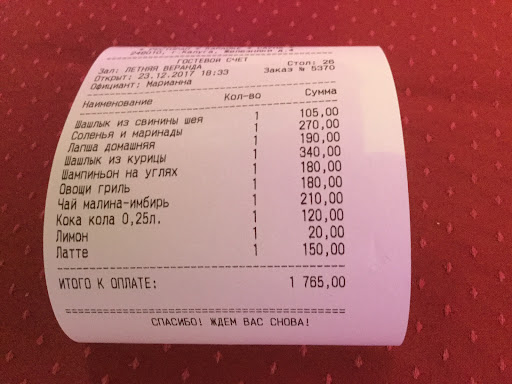 ГОСТЕВОЙ СЧЕТ
Зал: ЛЕТНЯЯ ВЕРАНДА Стол: 26
Открыт: 23.12.2017 18:33 Заказ № 5370
Официант: Марианна
Наименование Кол-во Сумма
Шашлык из свинины шея 1 105,00
Соленья и маринады 1 270,00
Лапша домашняя 1 190,00
Шашлык из курицы 1 340,00
Шампиньон на углях 1 180,00
Овощи гриль 1 180,00
Чай малина-имбирь 1 210,00
Кока кола 0,25л. 1 120,00
Лимон 1 20,00
Латте 1 150,00
ИТОГО К ОПЛАТЕ: 1 765,00
СПАСИБО! ЖДЕМ ВАС СНОВА!